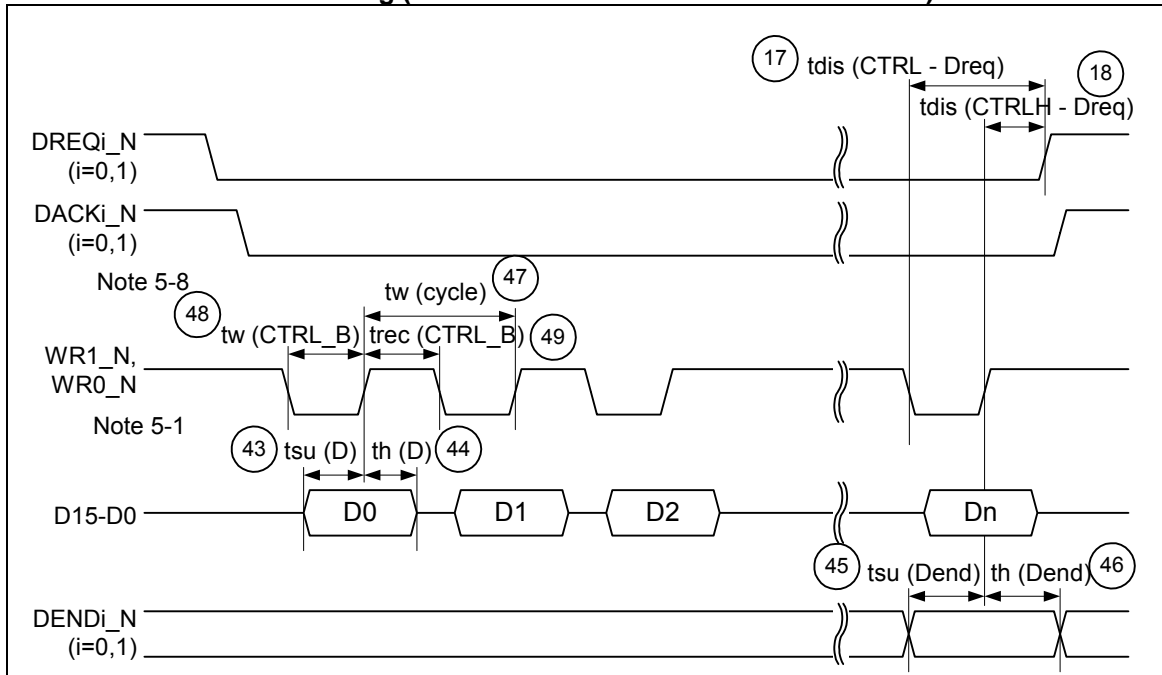 17 tdis (CTRL - Dreq) 18
tdis (CTRLH - Dreq)
DREQi_N
(i=0,1)
DACKi_N
(i=0,1)
Note 5-8
47
tw (cycle)
48
tw (CTRL_B) trec (CTRL_B) 49
WR1_N,
WR0_N
Note 5-1
43 tsu (D) th (D) 44
D15-D0 D0 D1 D2 Dn
45 tsu (Dend) th (Dend) 46
DENDi_N
(i=0,1)